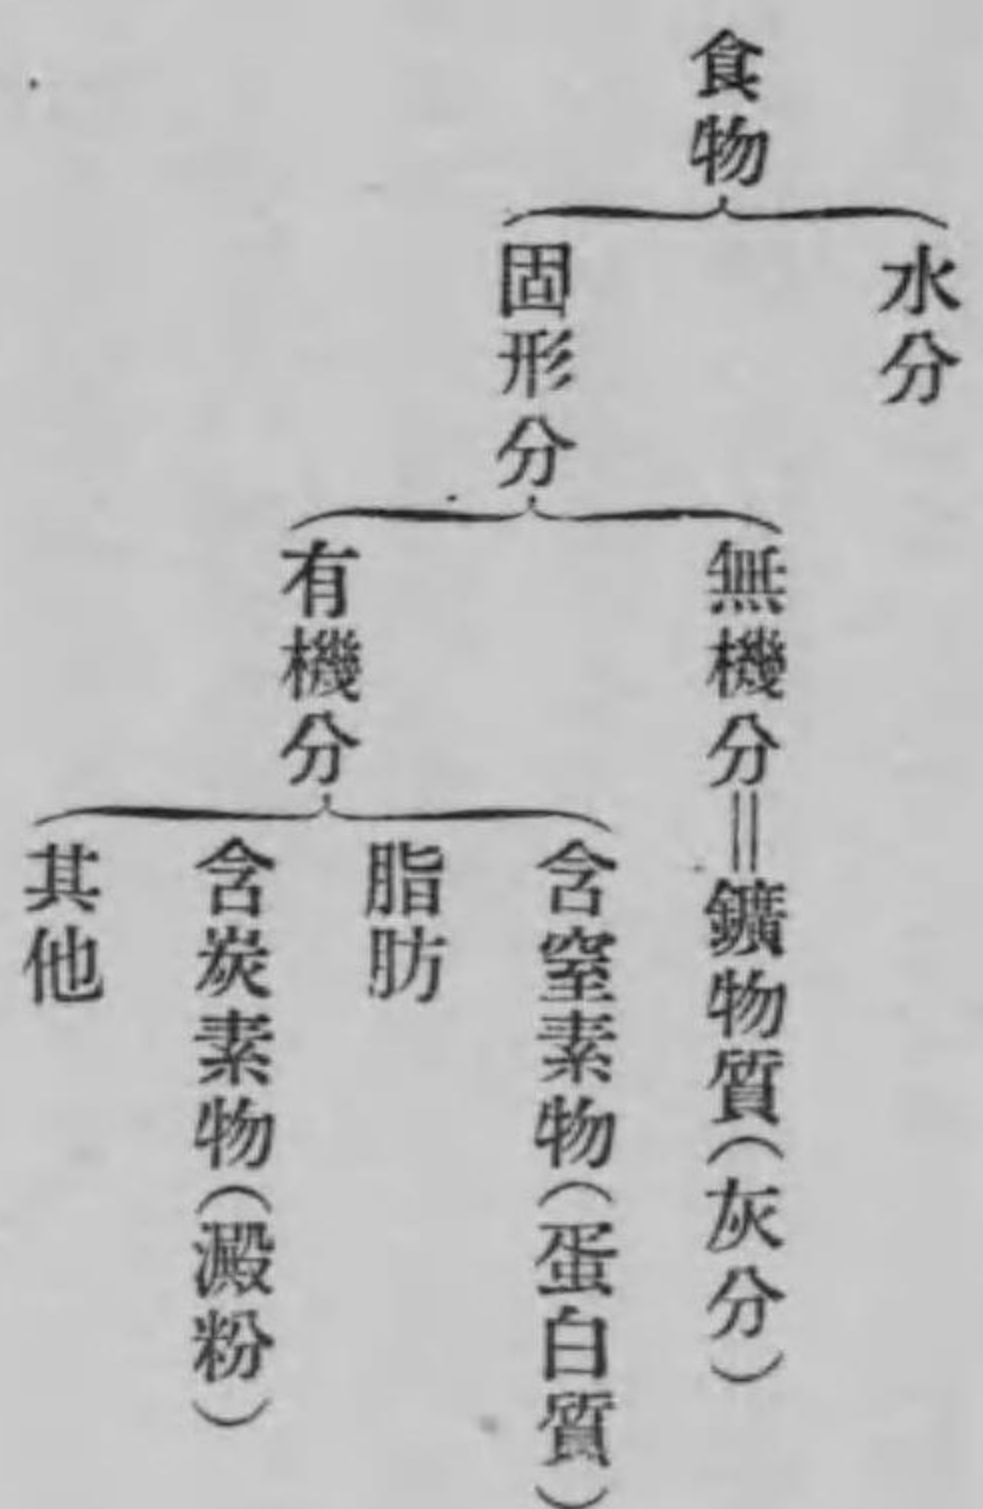 食物
水分
固形分
無機分＝鑛物質（灰分）
有機分
含窒素物（蛋白質）
脂肪
含炭素物（澱粉）
其他